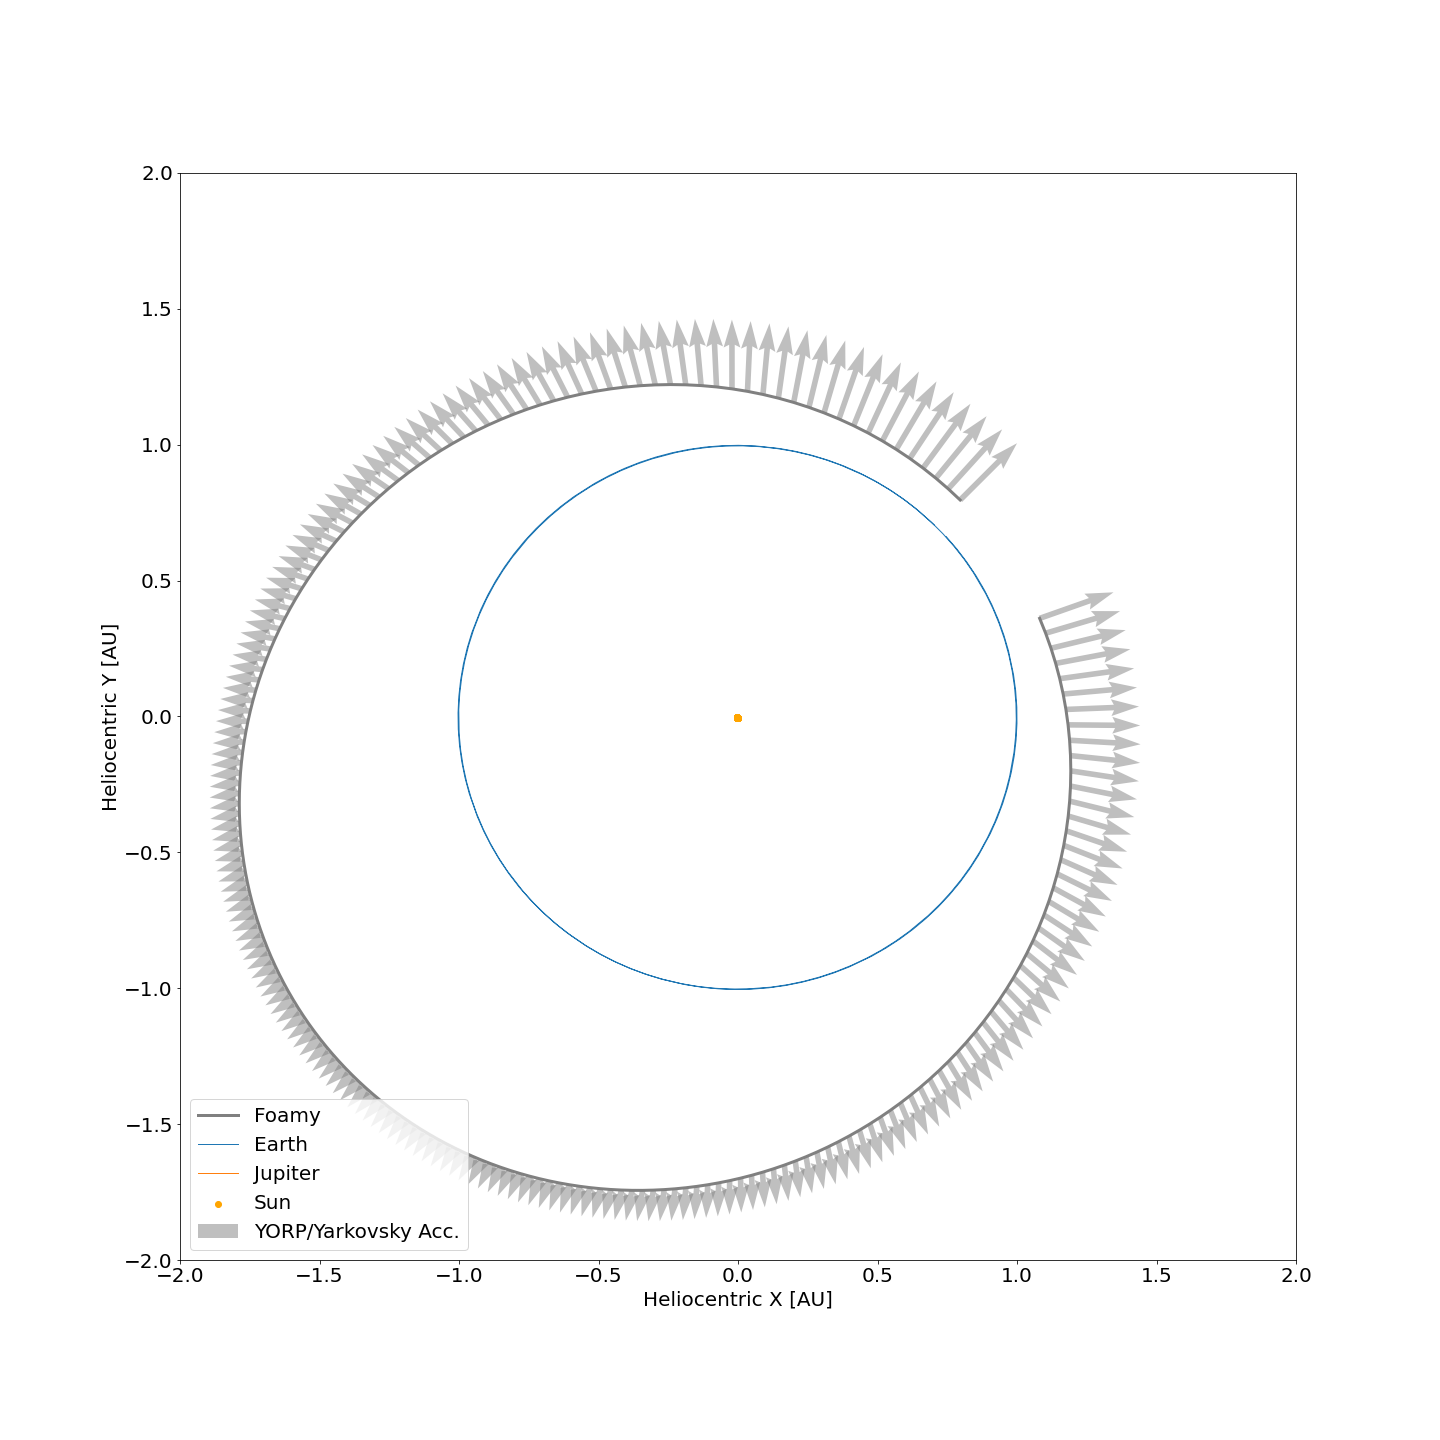 2.0
1.5
1.0
0.5
0.0
−0.5
−1.0
−1.5
−2.0
Heliocentric Y [AU]
Foamy
Earth
Jupiter
Sun
YORP/Yarkovsky Acc.
−2.0 −1.5 −1.0 −0.5 0.0 0.5 1.0 1.5 2.0
Heliocentric X [AU]